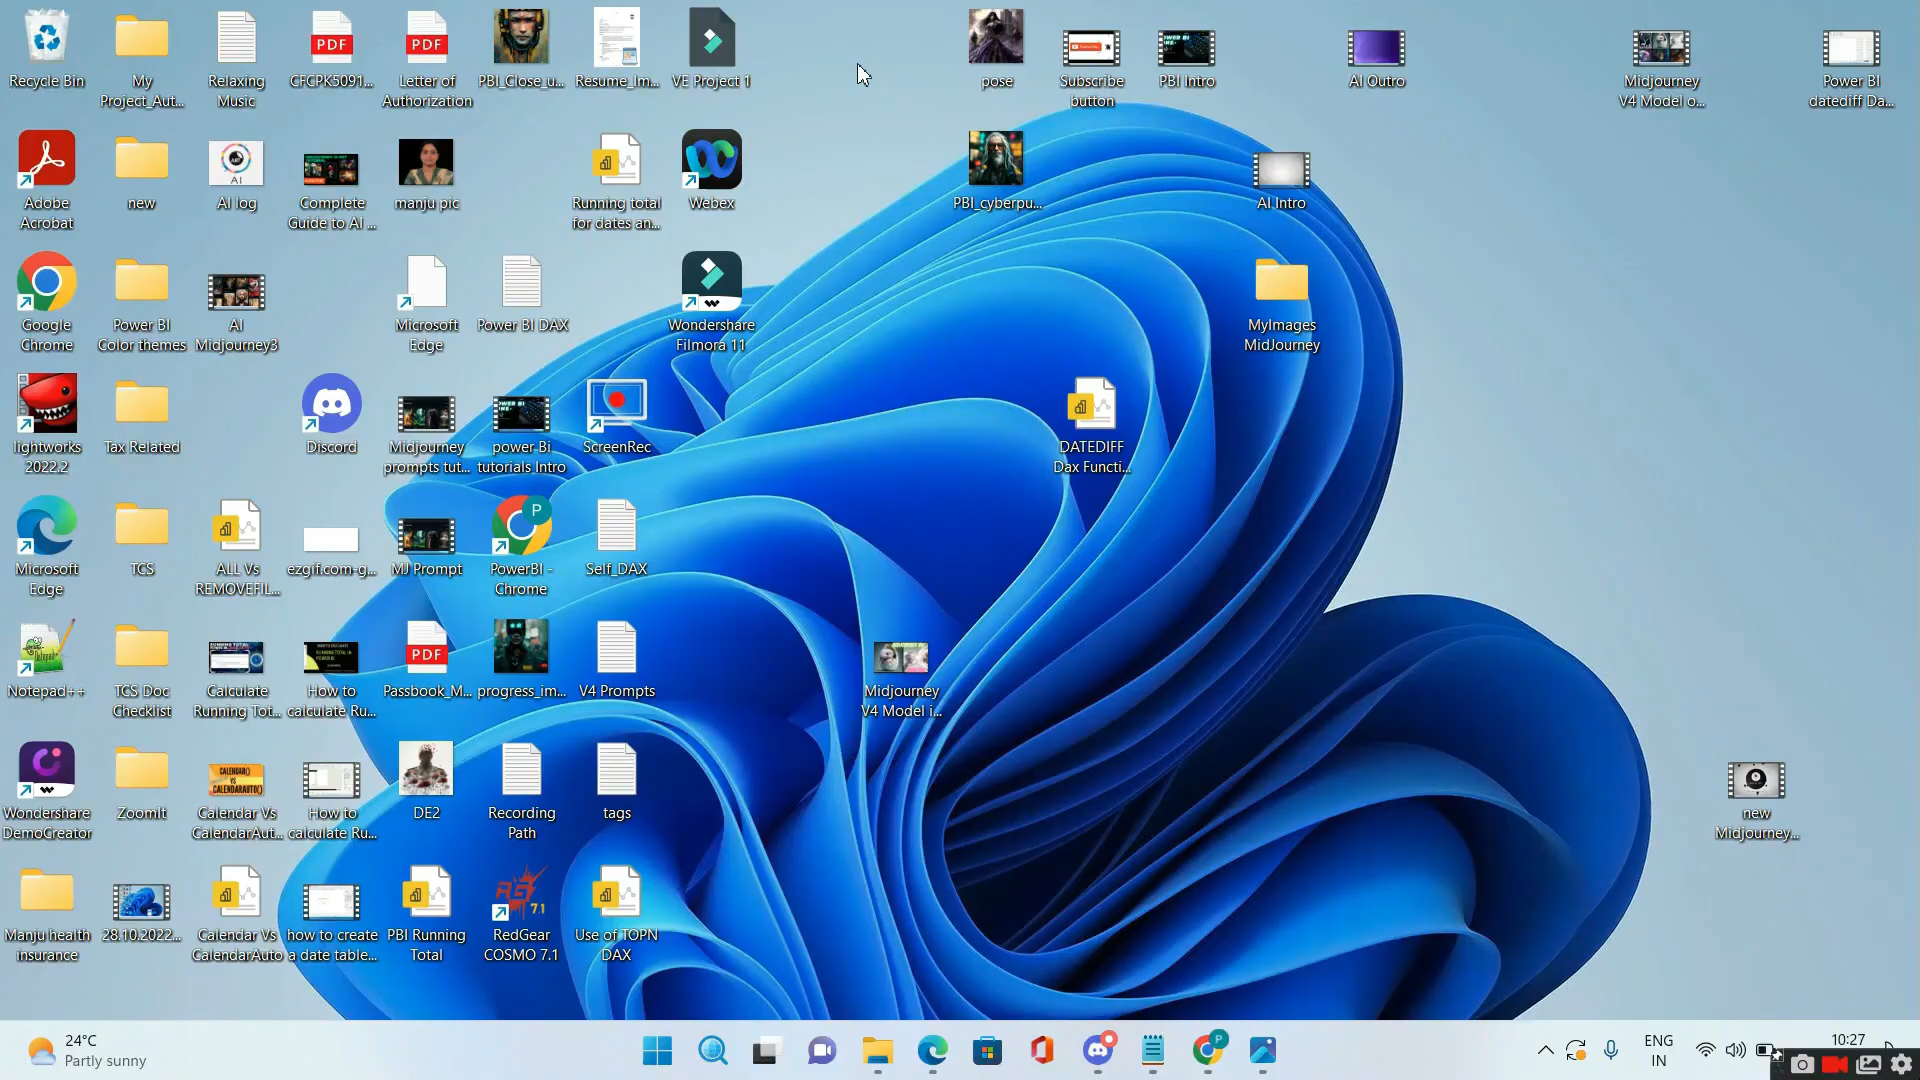 Recycle Bin
My
Project_Aut...
Relaxing
Music
PDF
CFCPK5091...
PDF
Letter of
Authorization
PBI_Close_u...
Resume_Im...
VE Project 1
pose
Subscribe
button
PBI Intro
AI Outro
Midjourney
V4 Model o...
Power BI
datediff Da...
Adobe
Acrobat
new
AI
AI log
Complete
Guide to AI ...
manju pic
Running total
for dates an...
Webex
PBI_cyberpu...
AI Intro
Google
Chrome
Power BI
Color themes
AI
Midjourney3
Microsoft
Edge
Power BI DAX
Wondershare
Filmora 11
MyImages
MidJourney
lightworks
2022.2
Tax Related
Discord
Midjourney
prompts tut...
power Bi
tutorials Intro
ScreenRec
DATEDIFF
Dax Functi...
Microsoft
Edge
TCS
ALL Vs
REMOVEFIL...
ezgif.com-g...
MJ Prompt
P
PowerBI -
Chrome
Self_DAX
Notepad++
TCS Doc
Checklist
Calculate
Running Tot...
How to
calculate Ru...
PDF
Passbook_M...
progress_im...
V4 Prompts
Midjourney
V4 Model i...
Wondershare
DemoCreator
ZoomIt
CALENDAR()
VS
CALENDARAUTO()
Calendar Vs
CalendarAut...
How to
calculate Ru...
DE2
Recording
Path
tags
new
Midjourney...
Manju health
insurance
28.10.2022...
Calendar Vs
CalendarAuto
how to create
a date table...
PBI Running
Total
7.1
RedGear
COSMO 7.1
Use of TOPN
DAX
24°C
Partly sunny
P
ENG
IN
10:27